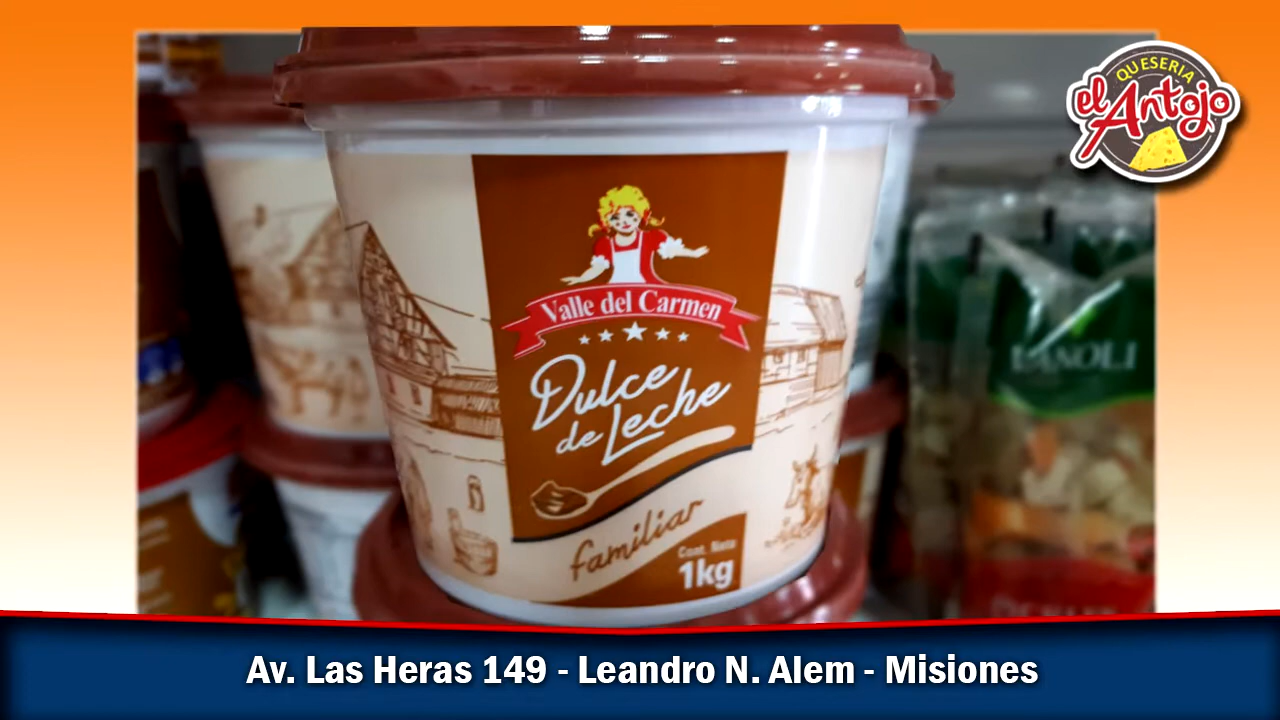 QUESERIA
el Antojo
Valle del Carmen
Dulce
de Leche
familiar
Cont. Neto
1kg
Av. Las Heras 149 - Leandro N. Alem - Misiones